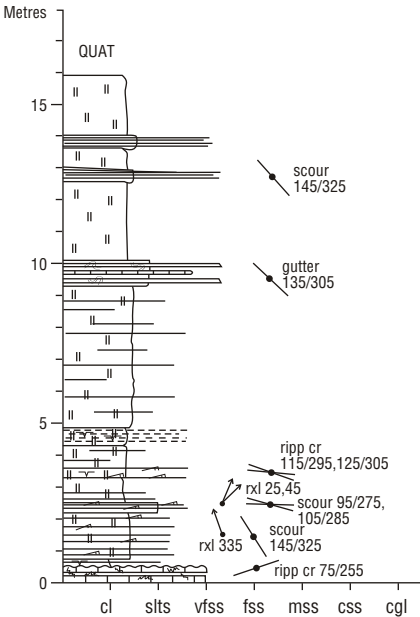 Metres
QUAT
15
scour
145/325
10
gutter
135/305
5
ripp cr
115/295,125/305
rxl 25,45
scour 95/275,
105/285
scour
145/325
rxl 335
ripp cr 75/255
0
cl slts vfss fss mss css cgl